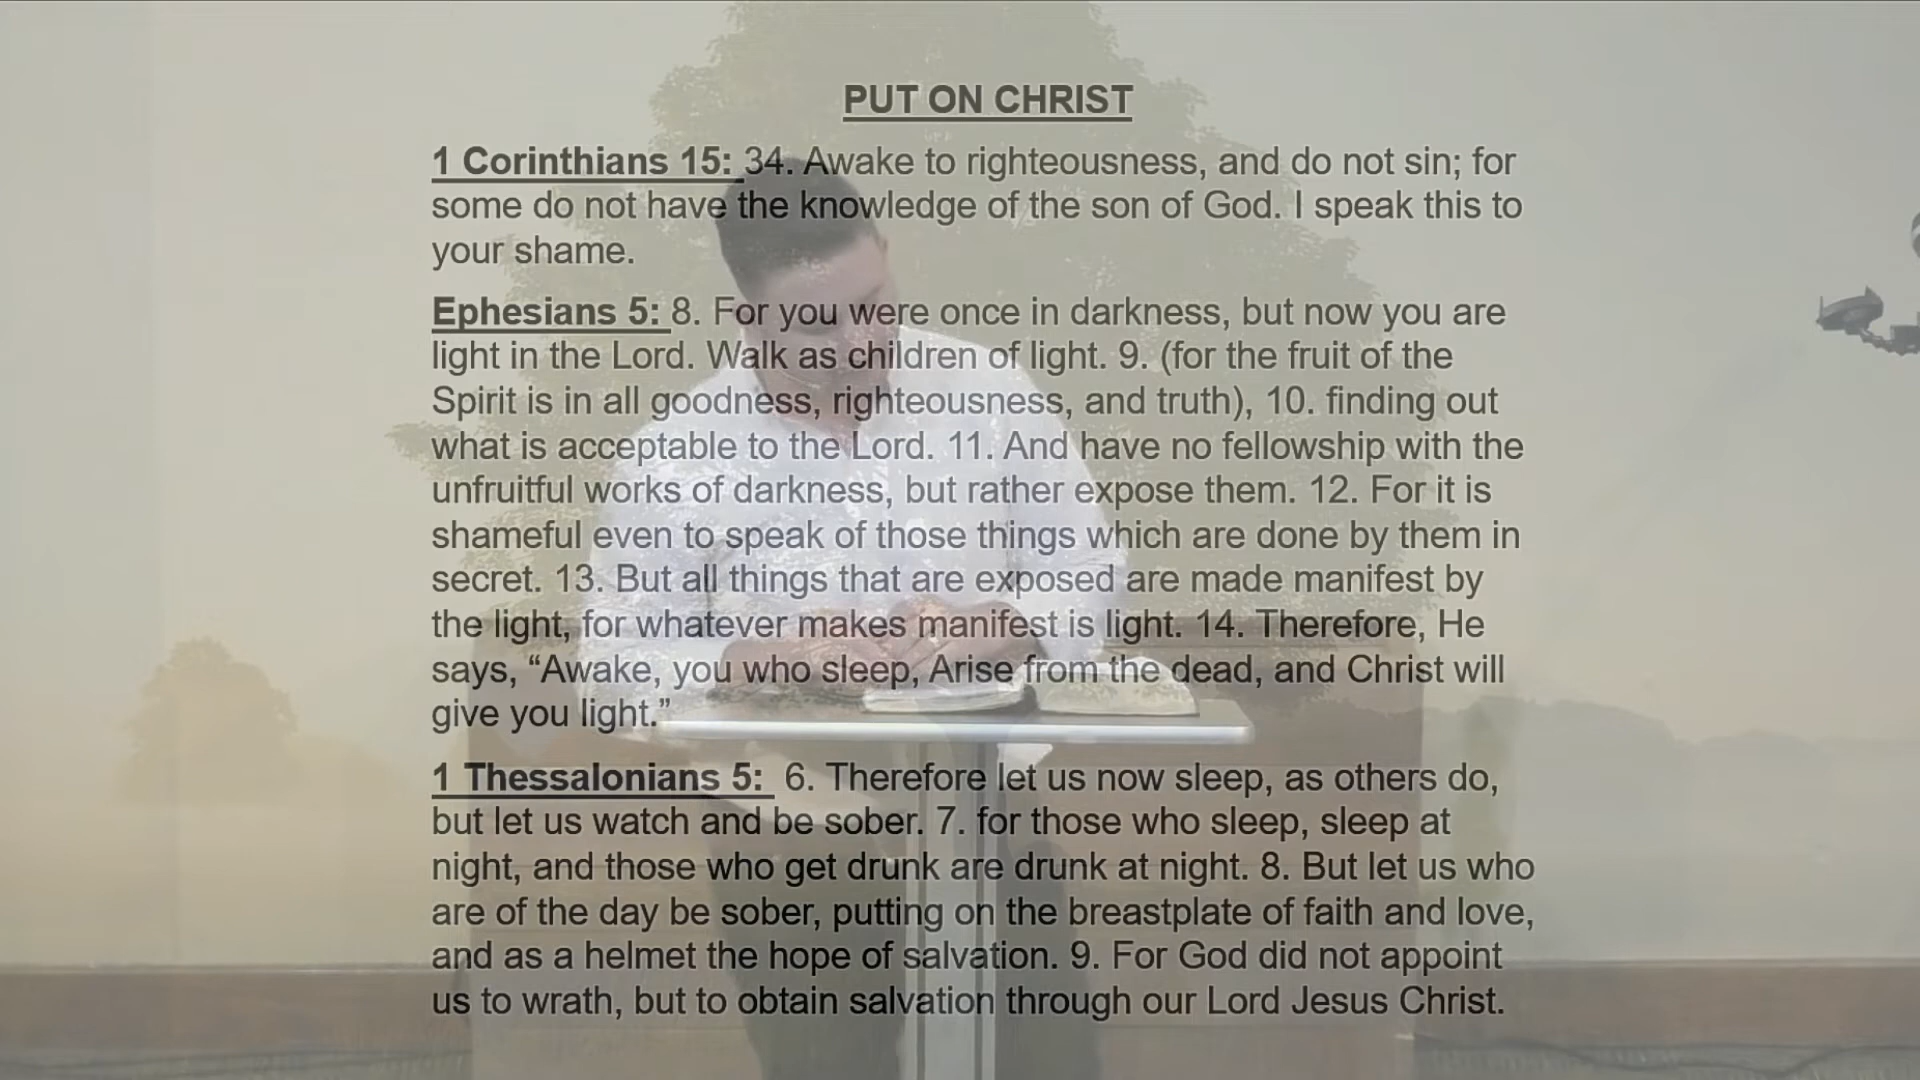 PUT ON CHRIST
1 Corinthians 15: 34. Awake to righteousness, and do not sin; for
some do not have the knowledge of the son of God. I speak this to
your shame.
Ephesians 5: 8. For you were once in darkness, but now you are
light in the Lord. Walk as children of light. 9. (for the fruit of the
Spirit is in all goodness, righteousness, and truth), 10. finding out
what is acceptable to the Lord. 11. And have no fellowship with the
unfruitful works of darkness, but rather expose them. 12. For it is
shameful even to speak of those things which are done by them in
secret. 13. But all things that are exposed are made manifest by
the light, for whatever makes manifest is light. 14. Therefore, He
says, “Awake, you who sleep, Arise from the dead, and Christ will
give you light.”
1 Thessalonians 5: 6. Therefore let us now sleep, as others do,
but let us watch and be sober. 7. for those who sleep, sleep at
night, and those who get drunk are drunk at night. 8. But let us who
are of the day be sober, putting on the breastplate of faith and love,
and as a helmet the hope of salvation. 9. For God did not appoint
us to wrath, but to obtain salvation through our Lord Jesus Christ.